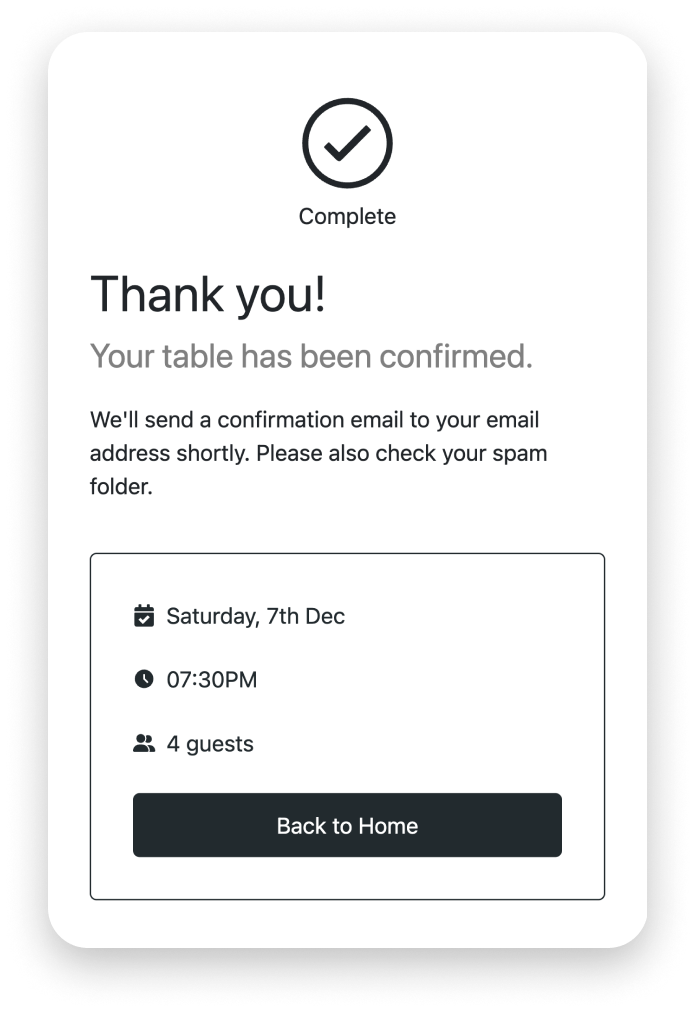 Complete
Thank you!
Your table has been confirmed.
We'll send a confirmation email to your email
address shortly. Please also check your spam
folder.
Saturday, 7th Dec
07:30PM
4 guests
Back to Home